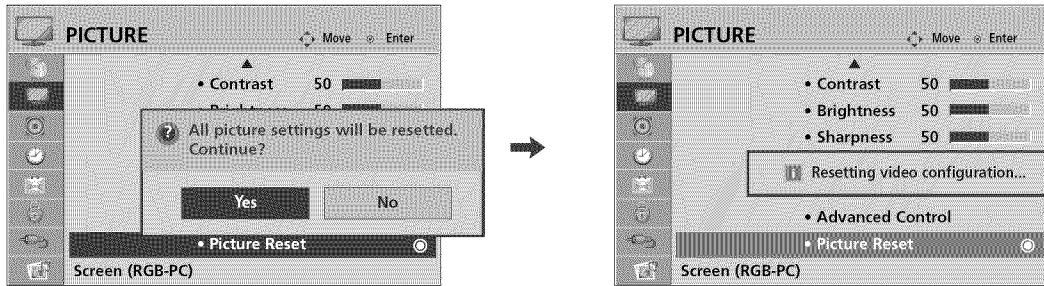 PICTURE
Move Enter
• Contrast 50
• Brightness 50
All picture settings will be resetted.
Continue?
Yes No
• Picture Reset
Screen (RGB-PC)
PICTURE
Move Enter
• Contrast 50
• Brightness 50
• Sharpness 50
Resetting video configuration...
• Advanced Control
• Picture Reset
Screen (RGB-PC)